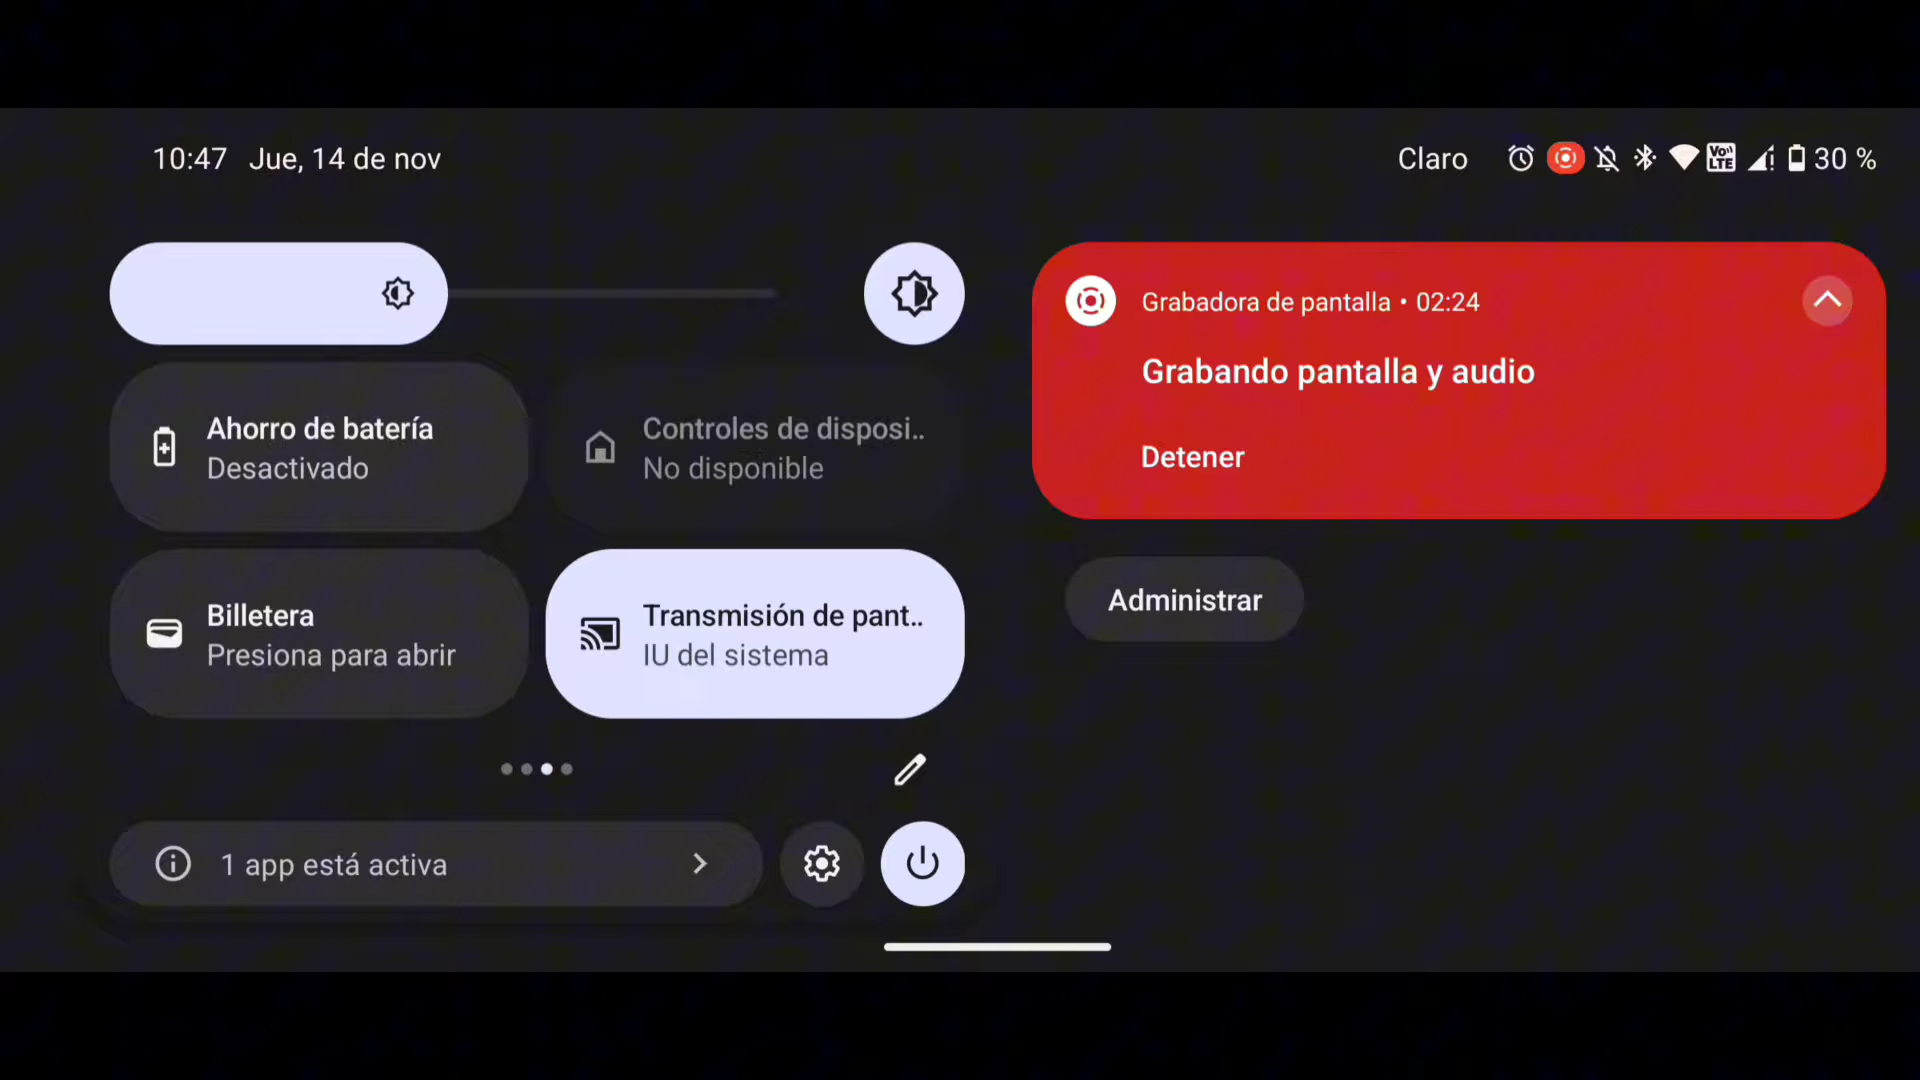 10:47 Jue, 14 de nov
Claro
Vo))
LTE
30 %
Grabadora de pantalla • 02:24
Grabando pantalla y audio
Detener
Administrar
Ahorro de batería
Desactivado
Controles de disposi..
No disponible
Billetera
Presiona para abrir
Transmisión de pant..
IU del sistema
1 app está activa